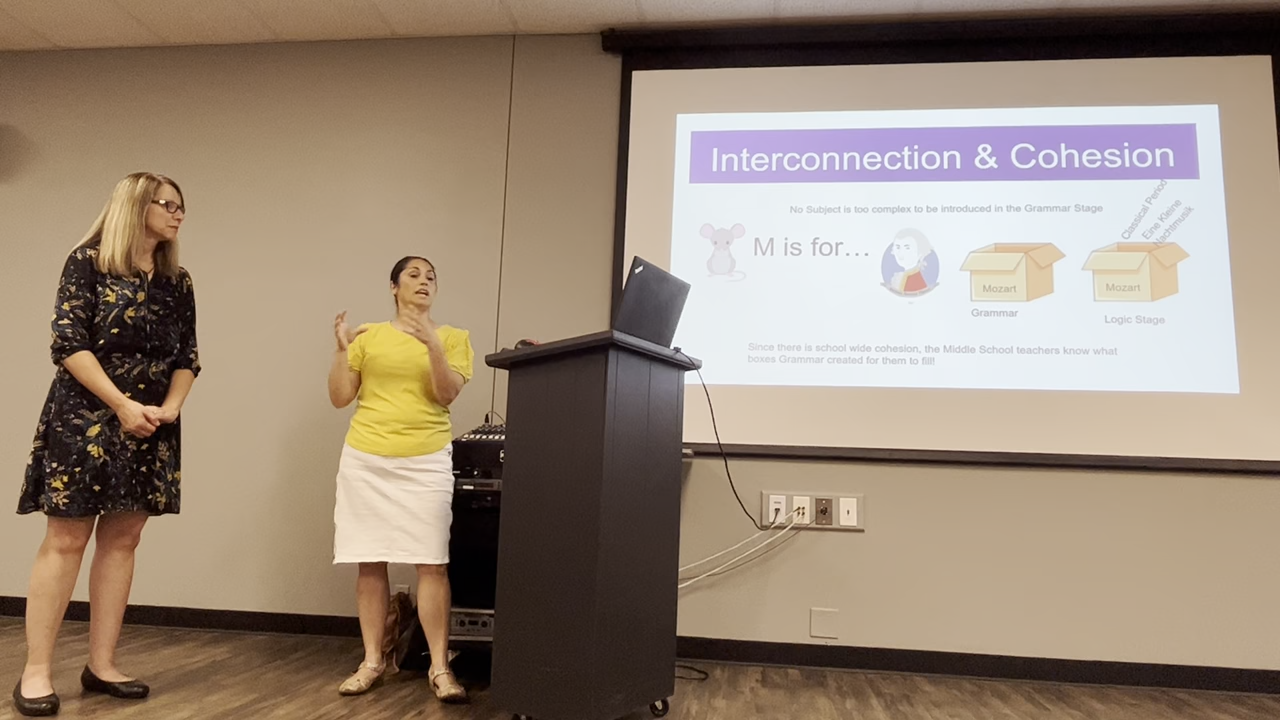 Interconnection & Cohesion
No Subject is too complex to be introduced in the Grammar Stage
M is for...
Classical Period
Eine Kleine
Nachtmusik
Mozart
Mozart
Grammar
Logic Stage
Since there is school wide cohesion, the Middle School teachers know what
boxes Grammar created for them to fill!